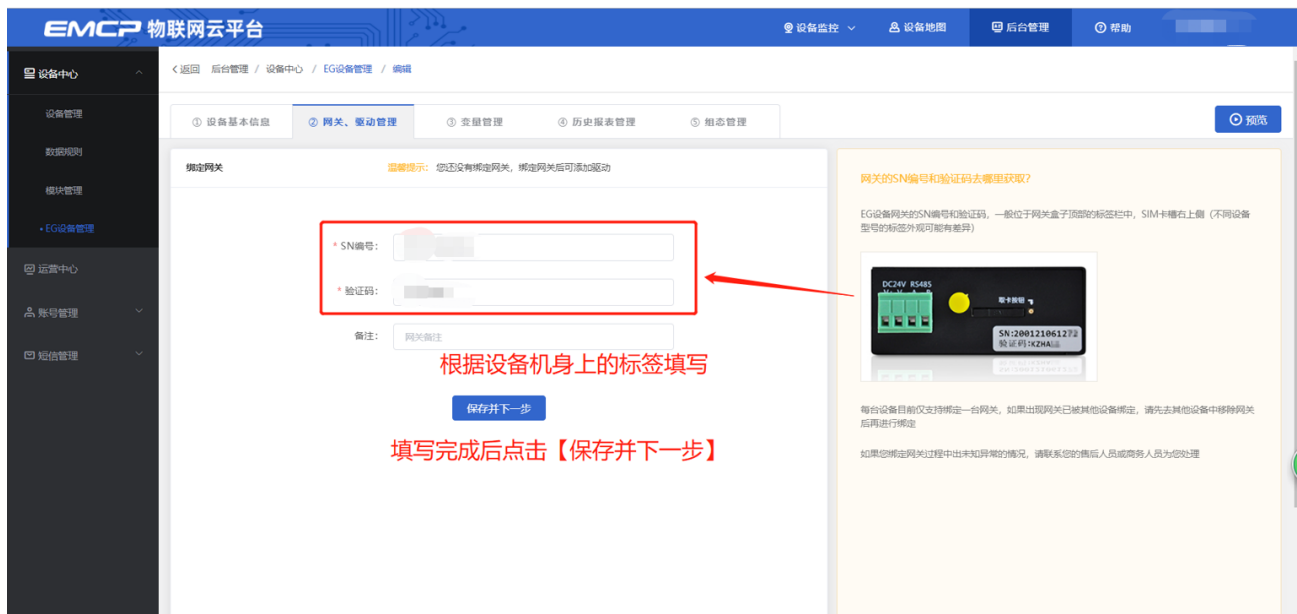 EMCP 物联网云平台
设备监控
设备地图
后台管理
帮助
设备中心
设备管理
数据规则
模块管理
• EG设备管理
运营中心
账号管理
短信管理
返回 后台管理 / 设备中心 / EG设备管理 / 编辑
① 设备基本信息
② 网关、驱动管理
③ 变量管理
④ 历史报表管理
⑤ 组态管理
预览
绑定网关
温馨提示: 您还没有绑定网关，绑定网关后可添加驱动
* SN编号:
* 验证码:
备注: 网关备注
根据设备机身上的标签填写
保存并下一步
填写完成后点击【保存并下一步】
网关的SN编号和验证码去哪里获取？
EG设备网关的SN编号和验证码，一般位于网关盒子顶部的标签栏中，SIM卡槽右上侧（不同设备
型号的标签外观可能有差异）
DC24V RS485
V- V A B
取卡按钮
SN:200121061272
验证码:KZHA
每台设备目前仅支持绑定一台网关，如果出现网关已被其他设备绑定，请先去其他设备中移除网关
后再进行绑定
如果您绑定网关过程中出未知异常的情况，请联系您的售后人员或商务人员为您处理